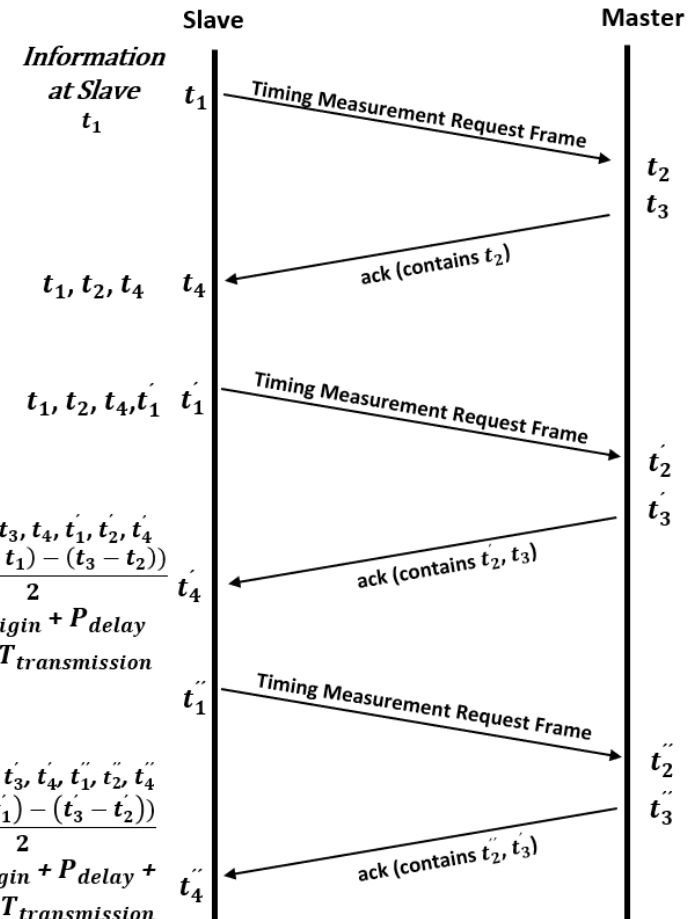 Slave
Master
Information
at Slave
t₁
t₁
Timing Measurement Request Frame
t₂
t₃
ack (contains t₂)
t₁, t₂, t₄
t₄
t₁, t₂, t₄,t₁′
t₁′
Timing Measurement Request Frame
t₂′
t₃′
t₃, t₄, t₁′, t₂′, t₄′
t₁) − (t₃ − t₂))
2
ack (contains t₂′, t₃)
t₄′
igin + P_delay
T_transmission
t₁″
Timing Measurement Request Frame
t₂″
t₃″
t₃′, t₄′, t₁″, t₂″, t₄″
₁′) − (t₃′ − t₂′))
2
ack (contains t₂″, t₃′)
t₄″
gin + P_delay +
T_transmission